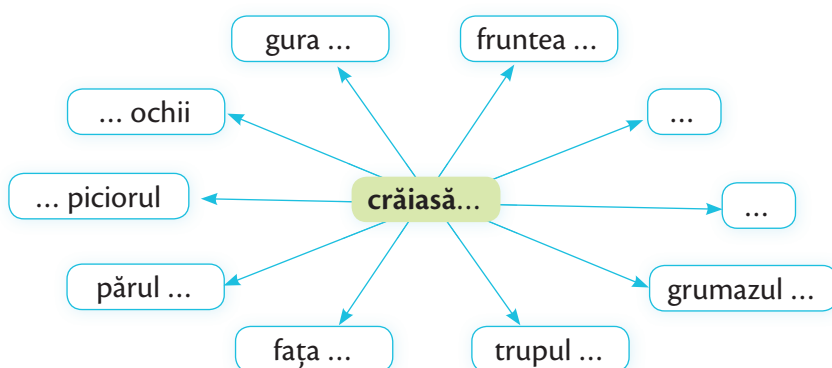 gura ...
fruntea ...
... ochii
...
... piciorul
crăiasă...
...
părul ...
grumazul ...
fața ...
trupul ...